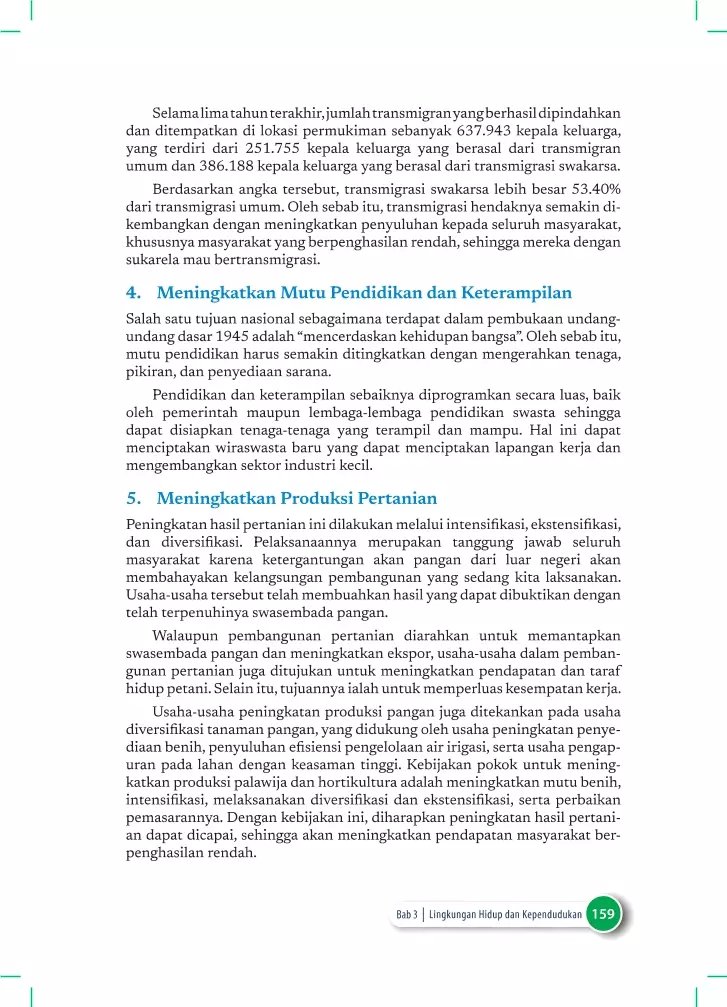 Selama lima tahun terakhir, jumlah transmigran yang berhasil dipindahkan
dan ditempatkan di lokasi permukiman sebanyak 637.943 kepala keluarga,
yang terdiri dari 251.755 kepala keluarga yang berasal dari transmigran
umum dan 386.188 kepala keluarga yang berasal dari transmigrasi swakarsa.
Berdasarkan angka tersebut, transmigrasi swakarsa lebih besar 53.40%
dari transmigrasi umum. Oleh sebab itu, transmigrasi hendaknya semakin di-
kembangkan dengan meningkatkan penyuluhan kepada seluruh masyarakat,
khususnya masyarakat yang berpenghasilan rendah, sehingga mereka dengan
sukarela mau bertransmigrasi.
4. Meningkatkan Mutu Pendidikan dan Keterampilan
Salah satu tujuan nasional sebagaimana terdapat dalam pembukaan undang-
undang dasar 1945 adalah “mencerdaskan kehidupan bangsa”. Oleh sebab itu,
mutu pendidikan harus semakin ditingkatkan dengan mengerahkan tenaga,
pikiran, dan penyediaan sarana.
Pendidikan dan keterampilan sebaiknya diprogramkan secara luas, baik
oleh pemerintah maupun lembaga-lembaga pendidikan swasta sehingga
dapat disiapkan tenaga-tenaga yang terampil dan mampu. Hal ini dapat
menciptakan wiraswasta baru yang dapat menciptakan lapangan kerja dan
mengembangkan sektor industri kecil.
5. Meningkatkan Produksi Pertanian
Peningkatan hasil pertanian ini dilakukan melalui intensifikasi, ekstensifikasi,
dan diversifikasi. Pelaksanaannya merupakan tanggung jawab seluruh
masyarakat karena ketergantungan akan pangan dari luar negeri akan
membahayakan kelangsungan pembangunan yang sedang kita laksanakan.
Usaha-usaha tersebut telah membuahkan hasil yang dapat dibuktikan dengan
telah terpenuhinya swasembada pangan.
Walaupun pembangunan pertanian diarahkan untuk memantapkan
swasembada pangan dan meningkatkan ekspor, usaha-usaha dalam pemban-
gunan pertanian juga ditujukan untuk meningkatkan pendapatan dan taraf
hidup petani. Selain itu, tujuannya ialah untuk memperluas kesempatan kerja.
Usaha-usaha peningkatan produksi pangan juga ditekankan pada usaha
diversifikasi tanaman pangan, yang didukung oleh usaha peningkatan penye-
diaan benih, penyuluhan efisiensi pengelolaan air irigasi, serta usaha pengap-
uran pada lahan dengan keasaman tinggi. Kebijakan pokok untuk mening-
katkan produksi palawija dan hortikultura adalah meningkatkan mutu benih,
intensifikasi, melaksanakan diversifikasi dan ekstensifikasi, serta perbaikan
pemasarannya. Dengan kebijakan ini, diharapkan peningkatan hasil pertani-
an dapat dicapai, sehingga akan meningkatkan pendapatan masyarakat ber-
penghasilan rendah.
Bab 3 | Lingkungan Hidup dan Kependudukan 159